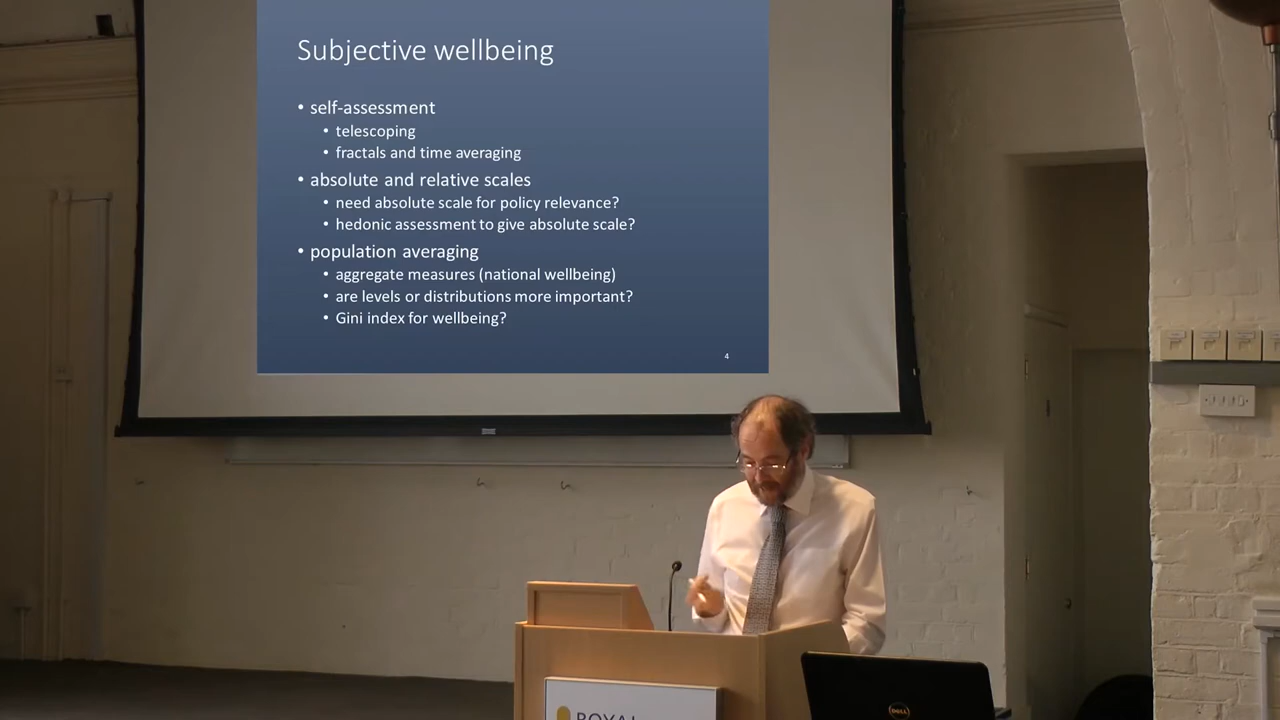 Subjective wellbeing
• self-assessment
• telescoping
• fractals and time averaging
• absolute and relative scales
• need absolute scale for policy relevance?
• hedonic assessment to give absolute scale?
• population averaging
• aggregate measures (national wellbeing)
• are levels or distributions more important?
• Gini index for wellbeing?
4
ROYAL
DELL